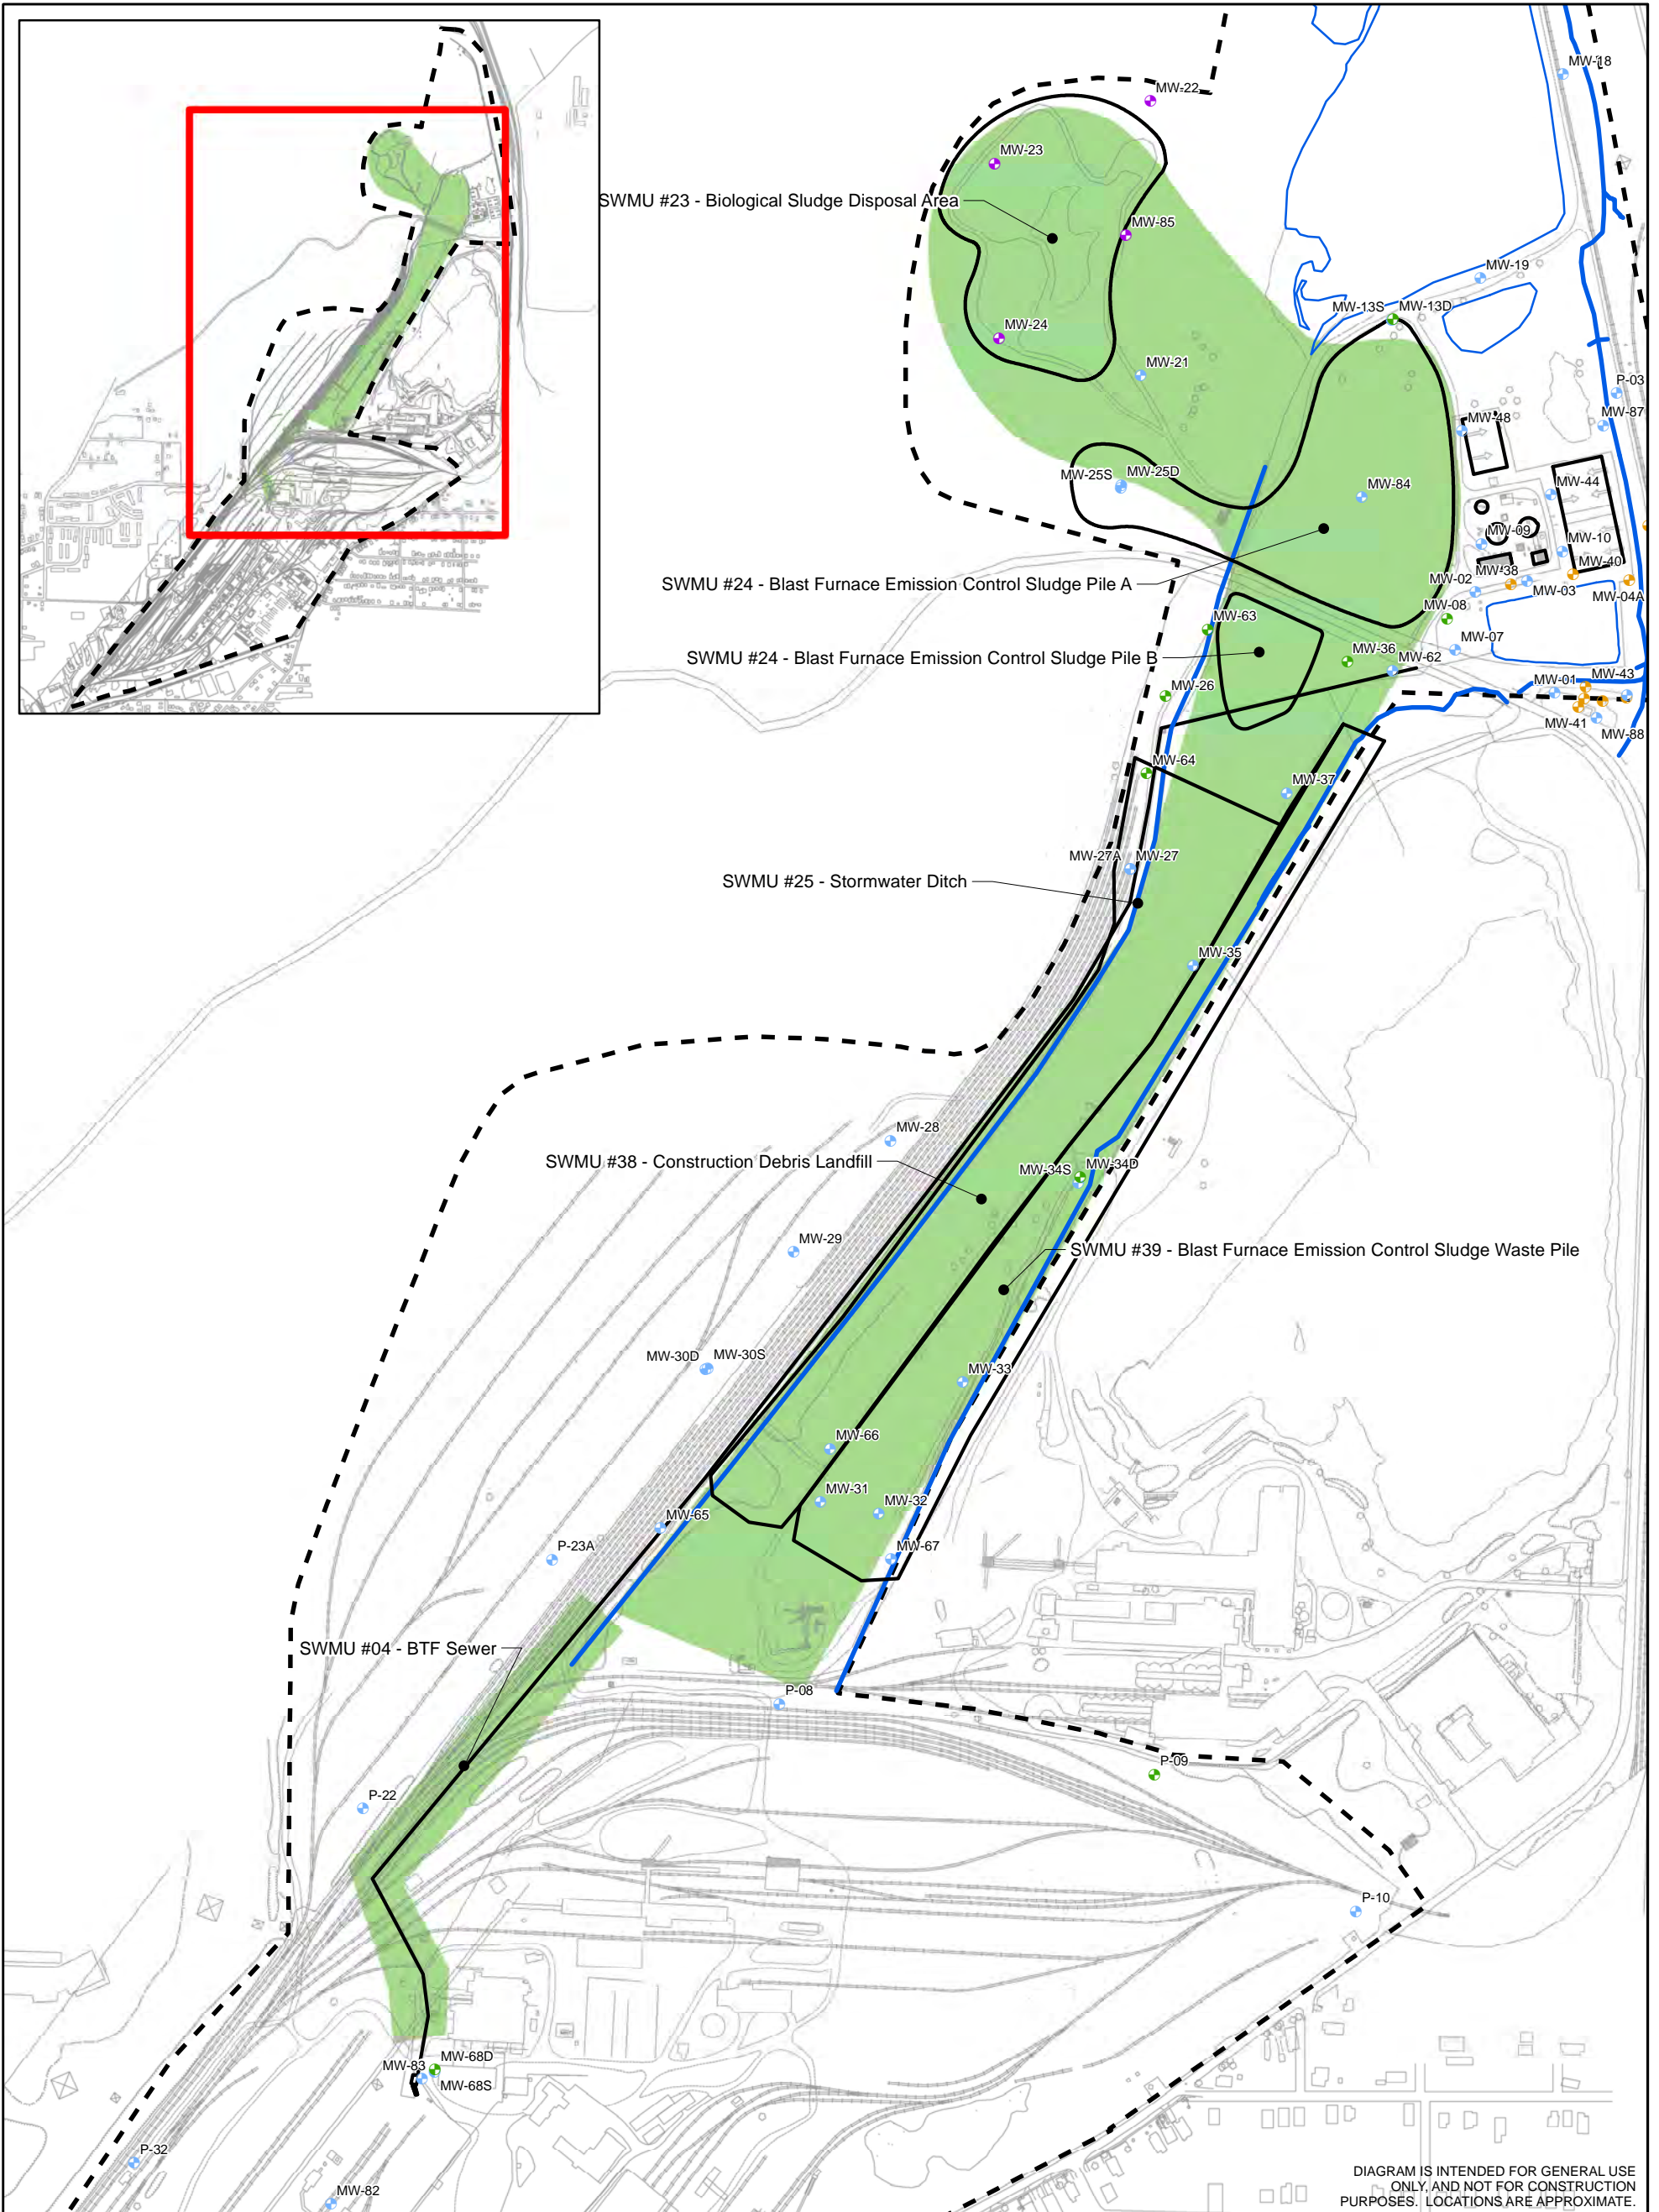 MW-18
MW-22
MW-23
SWMU #23 - Biological Sludge Disposal Area
MW-85
MW-19
MW-13S
MW-13D
MW-24
MW-21
P-03
MW-87
MW-48
MW-25S
MW-25D
MW-84
MW-44
MW-09
MW-10
MW-38
MW-40
SWMU #24 - Blast Furnace Emission Control Sludge Pile A
MW-02
MW-03
MW-04A
MW-08
MW-63
MW-07
SWMU #24 - Blast Furnace Emission Control Sludge Pile B
MW-36
MW-62
MW-26
MW-01
MW-43
MW-41
MW-88
MW-64
MW-37
MW-27A
MW-27
SWMU #25 - Stormwater Ditch
MW-35
MW-28
SWMU #38 - Construction Debris Landfill
MW-34S
MW-34D
MW-29
SWMU #39 - Blast Furnace Emission Control Sludge Waste Pile
MW-30D
MW-30S
MW-33
MW-66
MW-31
MW-32
MW-65
P-23A
MW-67
SWMU #04 - BTF Sewer
P-08
P-09
P-22
P-10
MW-68D
MW-83
MW-68S
P-32
MW-82
DIAGRAM IS INTENDED FOR GENERAL USE
ONLY, AND NOT FOR CONSTRUCTION
PURPOSES. LOCATIONS ARE APPROXIMATE.